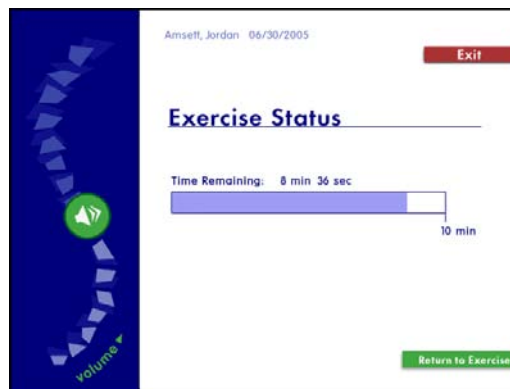 Amsett, Jordan 06/30/2005
Exit
Exercise Status
Time Remaining: 8 min 36 sec
10 min
Return to Exercise
volume